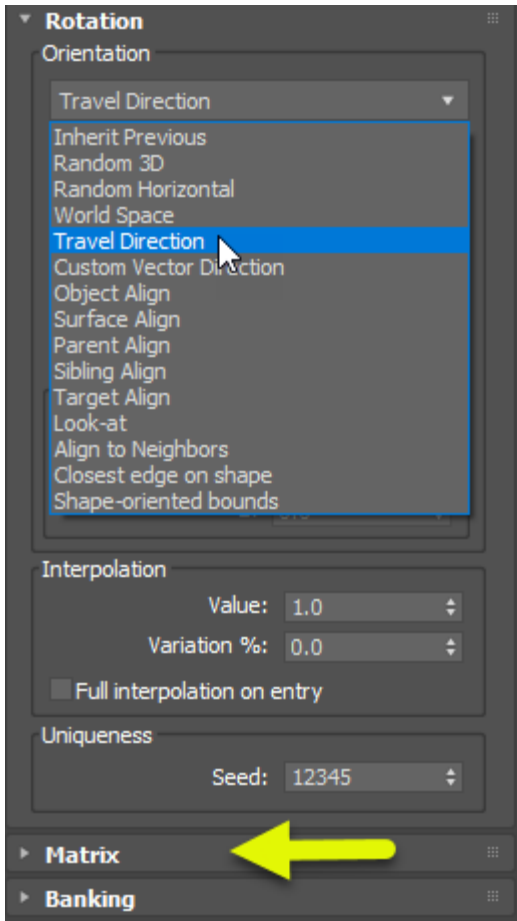 Rotation
Orientation
Travel Direction
Inherit Previous
Random 3D
Random Horizontal
World Space
Travel Direction
Custom Vector Direction
Object Align
Surface Align
Parent Align
Sibling Align
Target Align
Look-at
Align to Neighbors
Closest edge on shape
Shape-oriented bounds
Interpolation
Value: 1.0
Variation %: 0.0
Full interpolation on entry
Uniqueness
Seed: 12345
Matrix
Banking